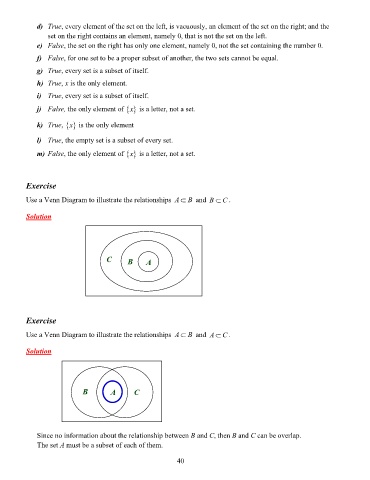 d) True, every element of the set on the left, is vacuously, an element of the set on the right; and the
set on the right contains an element, namely 0, that is not the set on the left.
e) False, the set on the right has only one element, namely 0, not the set containing the number 0.
f) False, for one set to be a proper subset of another, the two sets cannot be equal.
g) True, every set is a subset of itself.
h) True, x is the only element.
i) True, every set is a subset of itself.
j) False, the only element of {x} is a letter, not a set.
k) True, {x} is the only element
l) True, the empty set is a subset of every set.
m) False, the only element of {x} is a letter, not a set.
Exercise
Use a Venn Diagram to illustrate the relationships A ⊂ B and B ⊂ C.
Solution
C B A
Exercise
Use a Venn Diagram to illustrate the relationships A ⊂ B and A ⊂ C.
Solution
B A C
Since no information about the relationship between B and C, then B and C can be overlap.
The set A must be a subset of each of them.
40